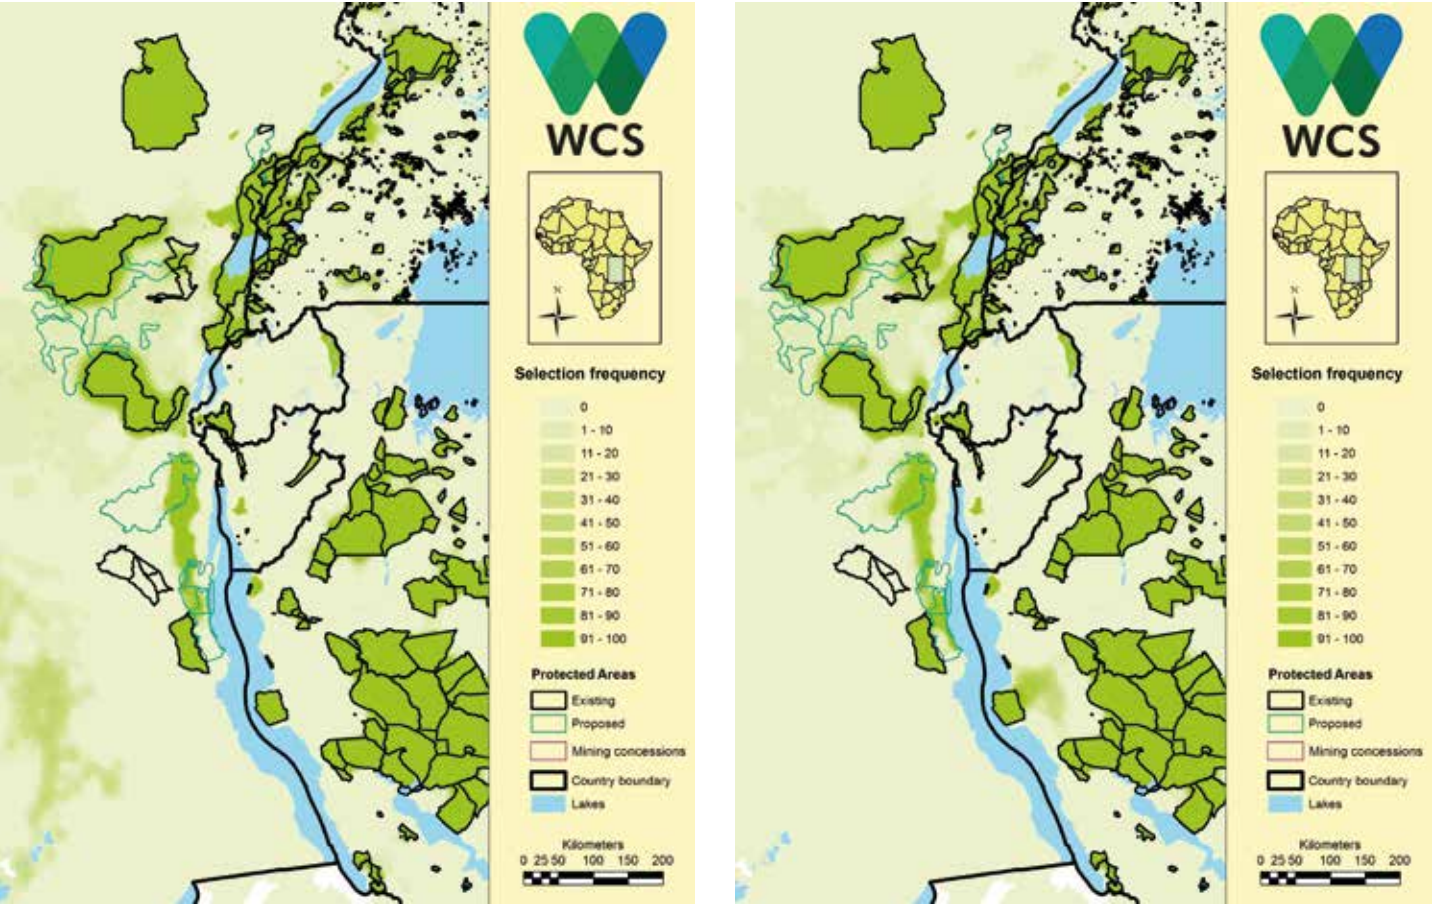 WCS
N
Selection frequency
0
1 - 10
11 - 20
21 - 30
31 - 40
41 - 50
51 - 60
61 - 70
71 - 80
81 - 90
91 - 100
Protected Areas
Existing
Proposed
Mining concessions
Country boundary
Lakes
Kilometers
0 25 50 100 150 200
WCS
N
Selection frequency
0
1 - 10
11 - 20
21 - 30
31 - 40
41 - 50
51 - 60
61 - 70
71 - 80
81 - 90
91 - 100
Protected Areas
Existing
Proposed
Mining concessions
Country boundary
Lakes
Kilometers
0 25 50 100 150 200